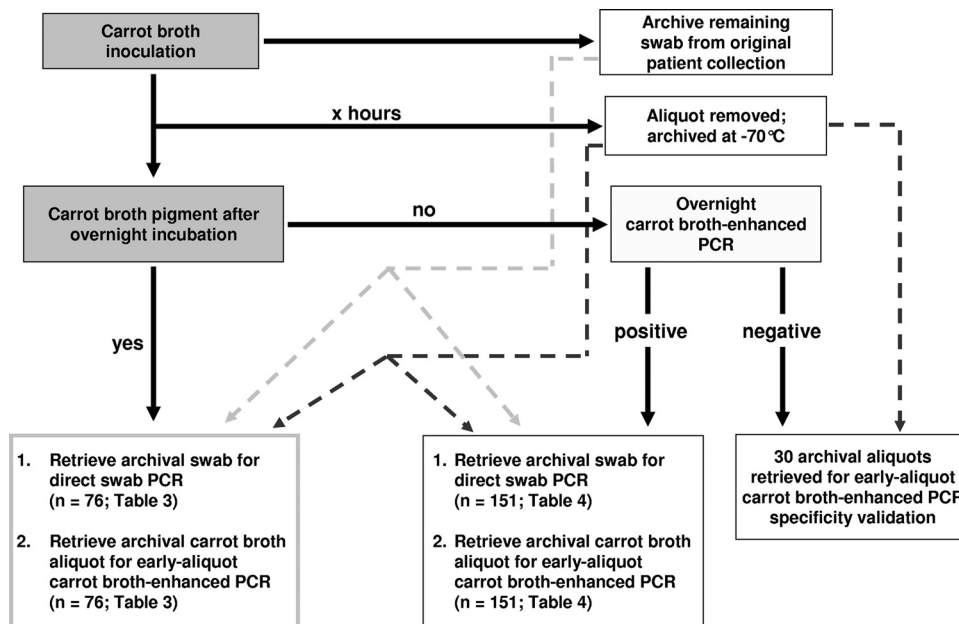 Carrot broth
inoculation
Archive remaining
swab from original
patient collection
x hours
Aliquot removed;
archived at -70°C
Carrot broth pigment after
overnight incubation
no
Overnight
carrot broth-enhanced
PCR
yes
positive
negative
1. Retrieve archival swab for
direct swab PCR
(n = 76; Table 3)
2. Retrieve archival carrot broth
aliquot for early-aliquot
carrot broth-enhanced PCR
(n = 76; Table 3)
1. Retrieve archival swab for
direct swab PCR
(n = 151; Table 4)
2. Retrieve archival carrot broth
aliquot for early-aliquot
carrot broth-enhanced PCR
(n = 151; Table 4)
30 archival aliquots
retrieved for early-aliquot
carrot broth-enhanced PCR
specificity validation